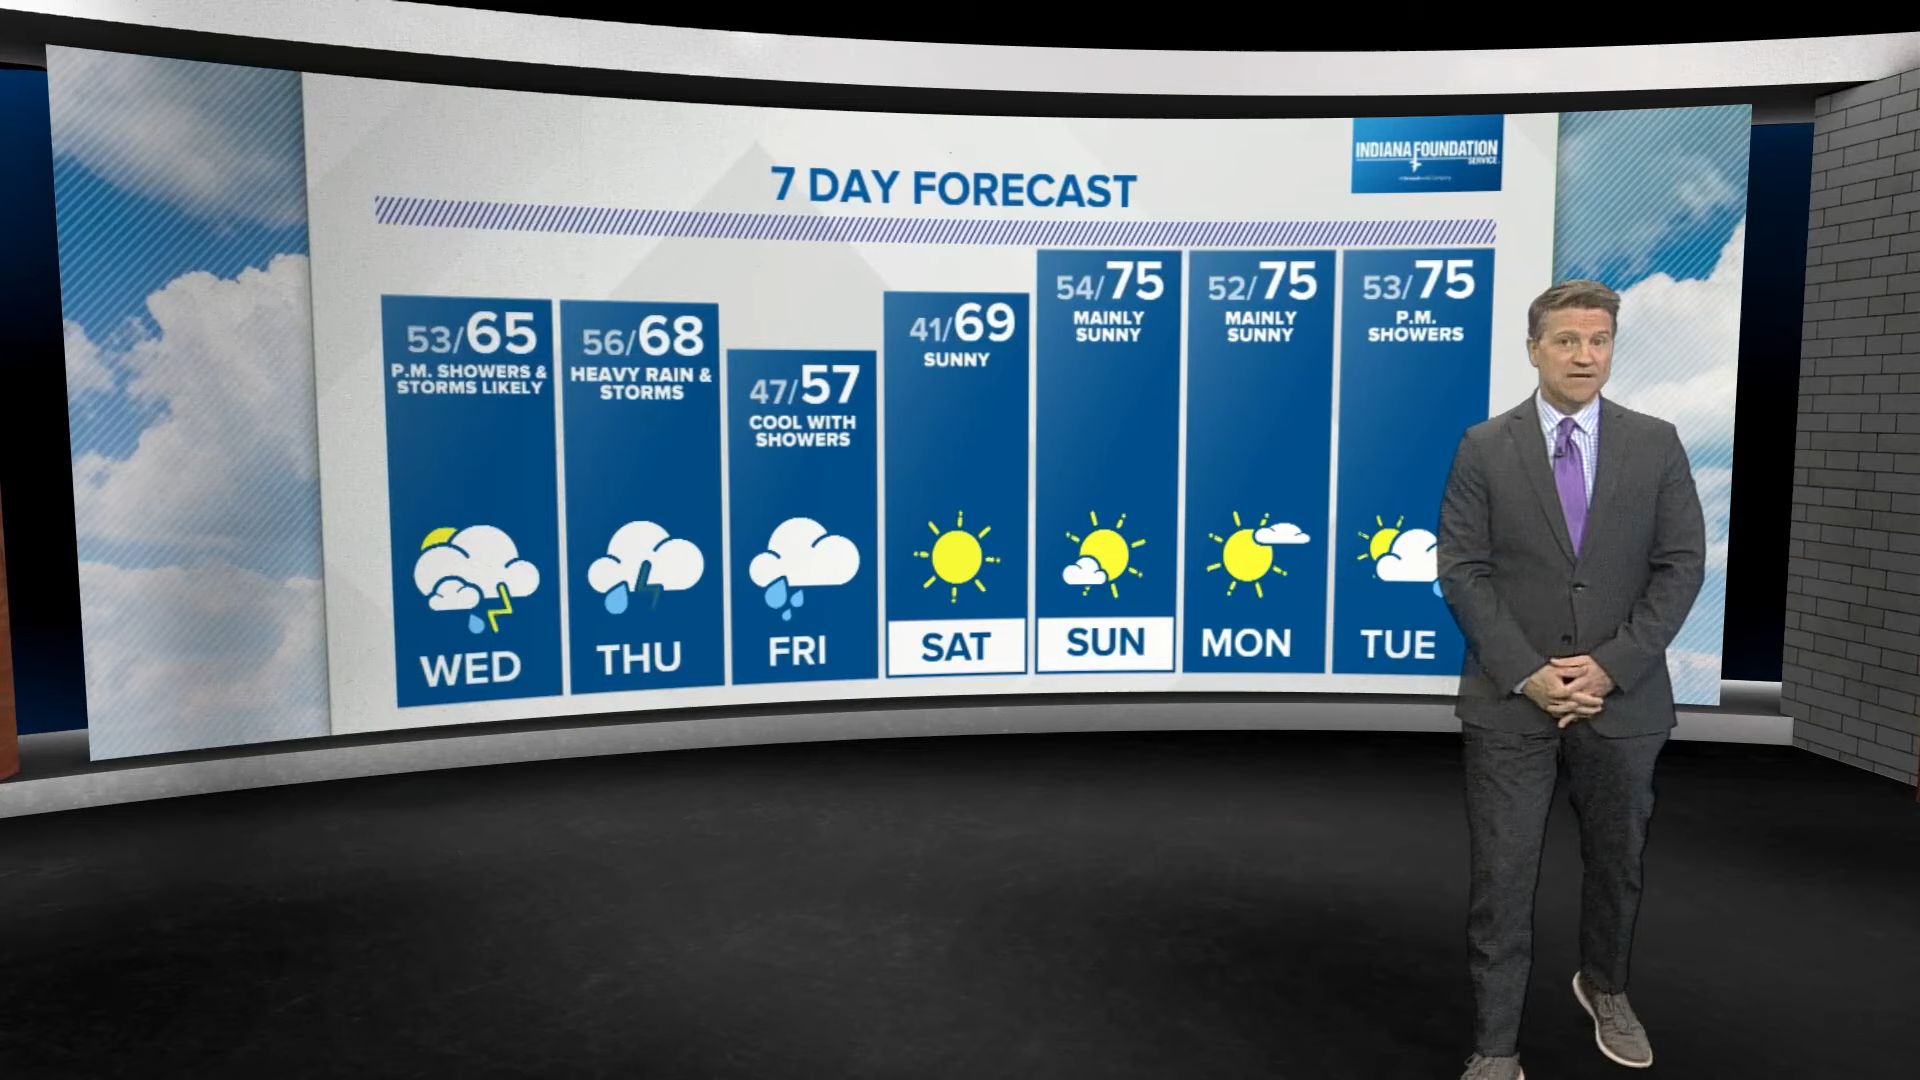 INDIANA FOUNDATION
SERVICE
7 DAY FORECAST
53/65
P.M. SHOWERS &
STORMS LIKELY
WED
56/68
HEAVY RAIN &
STORMS
THU
47/57
COOL WITH
SHOWERS
FRI
41/69
SUNNY
SAT
54/75
MAINLY
SUNNY
SUN
52/75
MAINLY
SUNNY
MON
53/75
P.M.
SHOWERS
TUE